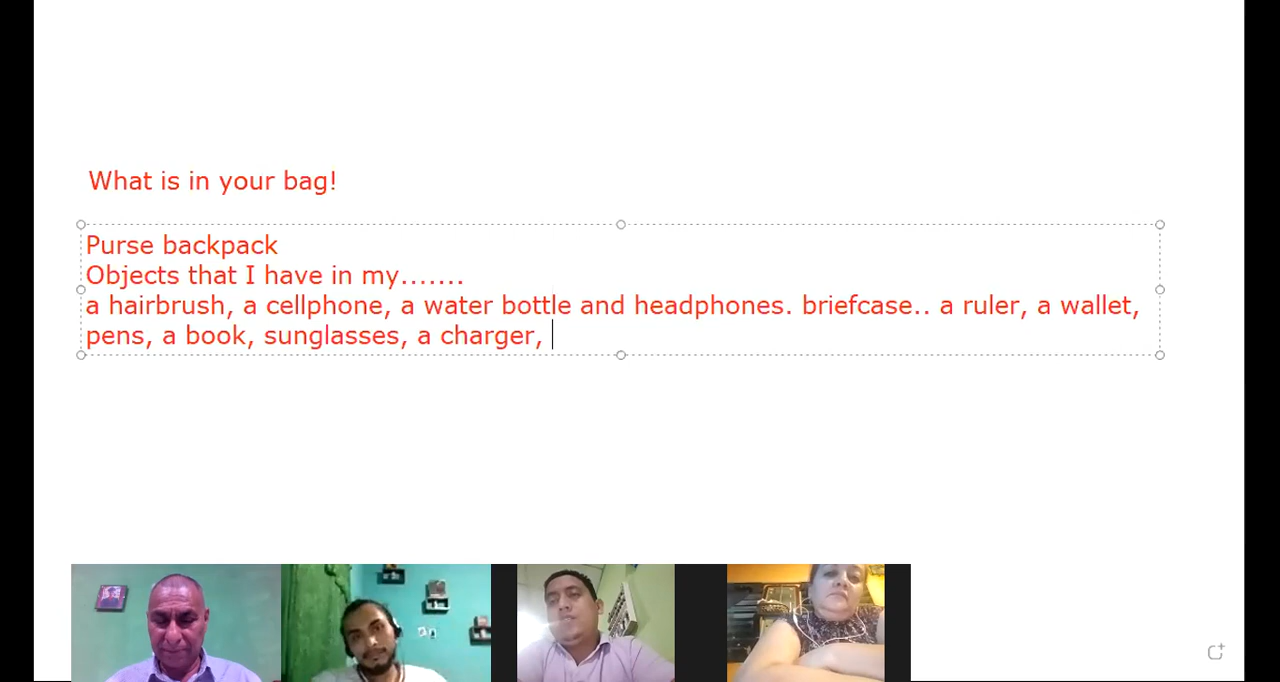 What is in your bag!
Purse backpack
Objects that I have in my.......
a hairbrush, a cellphone, a water bottle and headphones. briefcase.. a ruler, a wallet,
pens, a book, sunglasses, a charger,